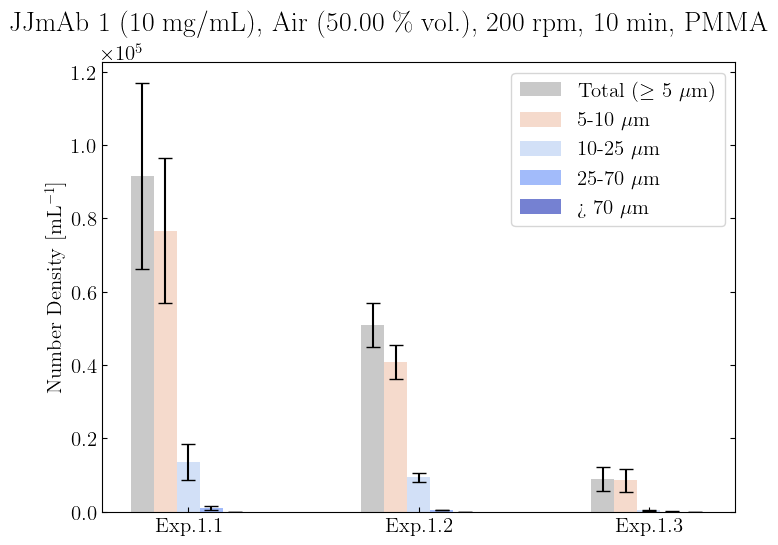 JJmAb 1 (10 mg/mL), Air (50.00 % vol.), 200 rpm, 10 min, PMMA
×10⁵
1.2
1.0
0.8
0.6
0.4
0.2
0.0
Number Density [mL⁻¹]
Total (≥ 5 μm)
5-10 μm
10-25 μm
25-70 μm
¿ 70 μm
Exp.1.1
Exp.1.2
Exp.1.3